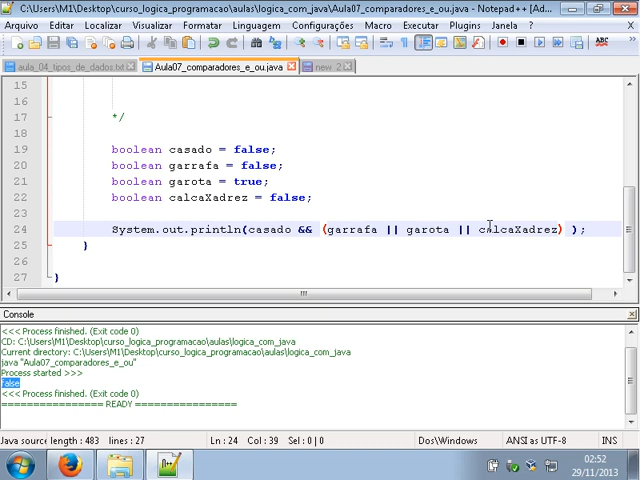 C:\Users\M1\Desktop\curso_logica_programacao\aulas\logica_com_java\Aula07_comparadores_e_ou.java - Notepad++ [Ad...
Arquivo Editar Localizar Visualizar Formatar Linguagem Configurações Macro Executar Plugins Janela ? X
aula_04_tipos_de_dados.txt Aula07_comparadores_e_ou.java new 2
15
16
17 */
18
19 boolean casado = false;
20 boolean garrafa = false;
21 boolean garota = true;
22 boolean calcaXadrez = false;
23
24 System.out.println(casado && (garrafa || garota || calcaXadrez) );
25 }
26
27 }
Console
<<< Process finished. (Exit code 0)
CD: C:\Users\M1\Desktop\curso_logica_programacao\aulas\logica_com_java
Current directory: C:\Users\M1\Desktop\curso_logica_programacao\aulas\logica_com_java
java "Aula07_comparadores_e_ou"
Process started >>>
false
<<< Process finished. (Exit code 0)
================ READY ================
Java source length : 483 lines : 27 Ln : 24 Col : 39 Sel : 0 | 0 Dos\Windows ANSI as UTF-8 INS
02:52
29/11/2013